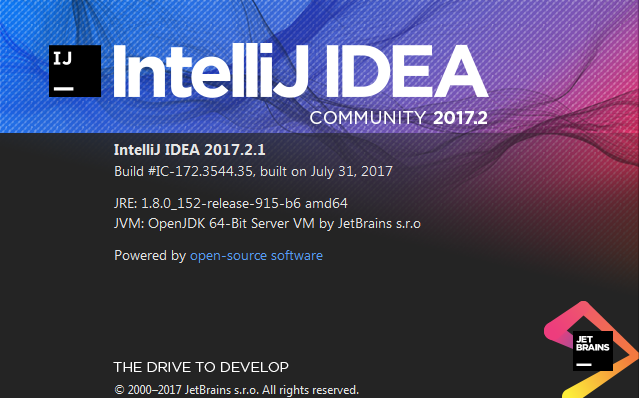 IJ
IntelliJ IDEA
COMMUNITY 2017.2
IntelliJ IDEA 2017.2.1
Build #IC-172.3544.35, built on July 31, 2017
JRE: 1.8.0_152-release-915-b6 amd64
JVM: OpenJDK 64-Bit Server VM by JetBrains s.r.o
Powered by open-source software
JET
BRAINS
THE DRIVE TO DEVELOP
© 2000–2017 JetBrains s.r.o. All rights reserved.